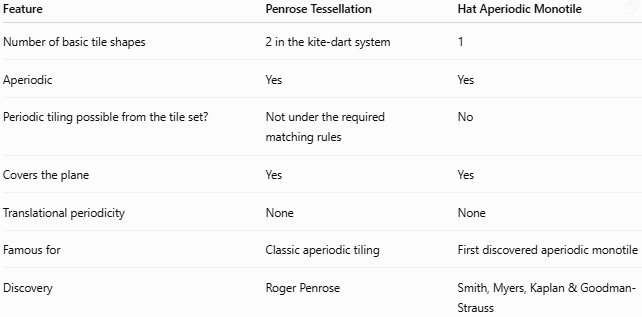 Feature Penrose Tessellation Hat Aperiodic Monotile
Number of basic tile shapes 2 in the kite-dart system 1
Aperiodic Yes Yes
Periodic tiling possible from the tile set? Not under the required No
matching rules
Covers the plane Yes Yes
Translational periodicity None None
Famous for Classic aperiodic tiling First discovered aperiodic monotile
Discovery Roger Penrose Smith, Myers, Kaplan & Goodman-
Strauss